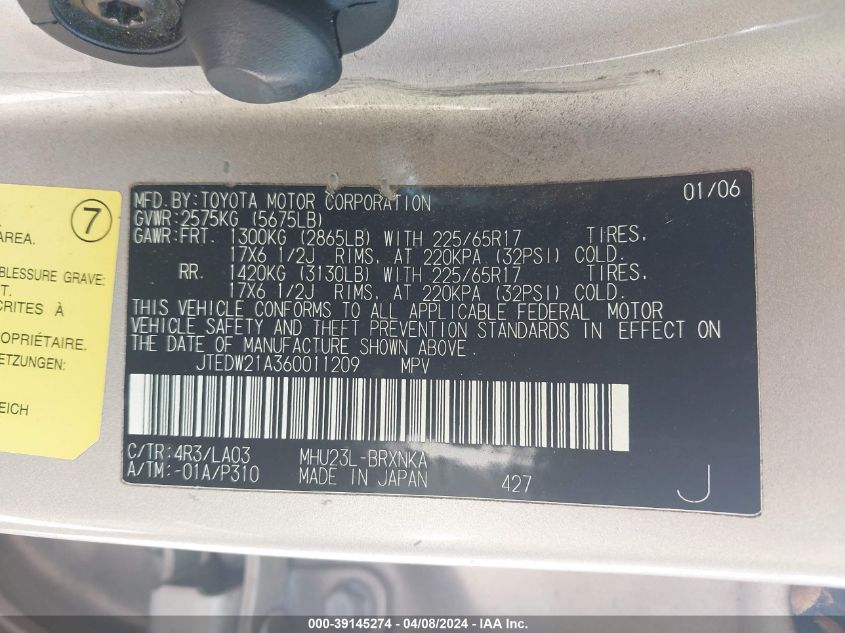 7
AREA.
BLESSURE GRAVE:
T.
CRITES À
OPRIÉTAIRE.
ETZUNGEN:
EICH
MFD. BY:TOYOTA MOTOR CORPORATION 01/06
GVWR:2575KG (5675LB)
GAWR:FRT. 1300KG (2865LB) WITH 225/65R17 TIRES,
17X6 1/2J RIMS, AT 220KPA (32PSI) COLD.
RR. 1420KG (3130LB) WITH 225/65R17 TIRES,
17X6 1/2J RIMS, AT 220KPA (32PSI) COLD.
THIS VEHICLE CONFORMS TO ALL APPLICABLE FEDERAL MOTOR
VEHICLE SAFETY AND THEFT PREVENTION STANDARDS IN EFFECT ON
THE DATE OF MANUFACTURE SHOWN ABOVE.
JTEDW21A360011209 MPV
C/TR:4R3/LA03 MHU23L-BRXNKA
A/TM:-01A/P310 MADE IN JAPAN 427 J
000-39145274 - 04/08/2024 - IAA Inc.